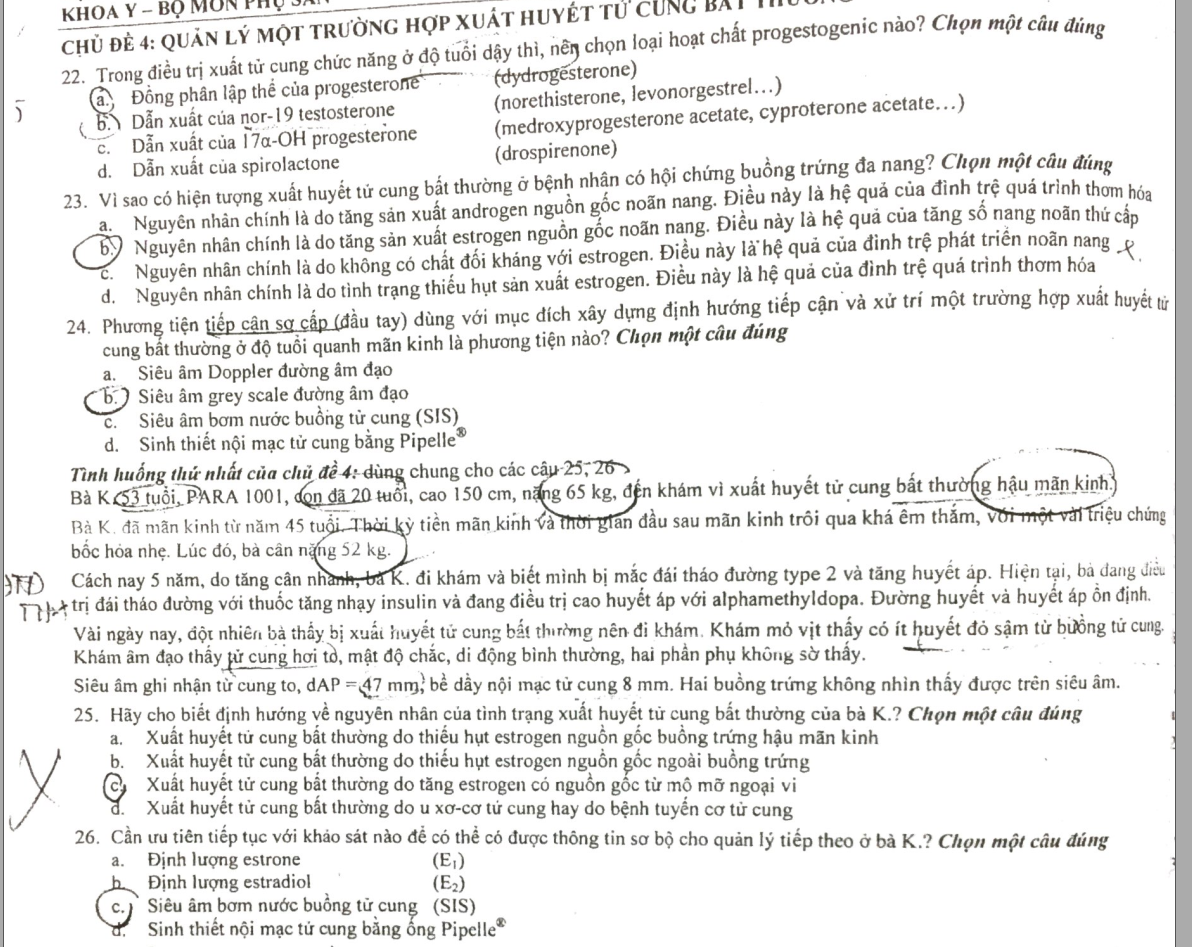 KHOA Y – BỘ MÔN PHỤ
CHỦ ĐỀ 4: QUẢN LÝ MỘT TRƯỜNG HỢP XUẤT HUYẾT TỬ CUNG BẤT
22. Trong điều trị xuất tử cung chức năng ở độ tuổi dậy thì, nên chọn loại hoạt chất progestogenic nào? Chọn một câu đúng
a. Đồng phân lập thể của progesterone (dydrogesterone)
b. Dẫn xuất của nor-19 testosterone (norethisterone, levonorgestrel…)
c. Dẫn xuất của 17α-OH progesterone (medroxyprogesterone acetate, cyproterone acetate…)
d. Dẫn xuất của spirolactone (drospirenone)
23. Vì sao có hiện tượng xuất huyết tử cung bất thường ở bệnh nhân có hội chứng buồng trứng đa nang? Chọn một câu đúng
a. Nguyên nhân chính là do tăng sản xuất androgen nguồn gốc noãn nang. Điều này là hệ quả của đình trệ quá trình thơm hóa
b. Nguyên nhân chính là do tăng sản xuất estrogen nguồn gốc noãn nang. Điều này là hệ quả của tăng số nang noãn thứ cấp
c. Nguyên nhân chính là do không có chất đối kháng với estrogen. Điều này là hệ quả của đình trệ phát triển noãn nang
d. Nguyên nhân chính là do tình trạng thiếu hụt sản xuất estrogen. Điều này là hệ quả của đình trệ quá trình thơm hóa
24. Phương tiện tiếp cận sơ cấp (đầu tay) dùng với mục đích xây dựng định hướng tiếp cận và xử trí một trường hợp xuất huyết tử
cung bất thường ở độ tuổi quanh mãn kinh là phương tiện nào? Chọn một câu đúng
a. Siêu âm Doppler đường âm đạo
b. Siêu âm grey scale đường âm đạo
c. Siêu âm bơm nước buồng tử cung (SIS)
d. Sinh thiết nội mạc tử cung bằng Pipelle®
Tình huống thứ nhất của chủ đề 4: dùng chung cho các câu 25, 26
Bà K. 53 tuổi, PARA 1001, con đã 20 tuổi, cao 150 cm, nặng 65 kg, đến khám vì xuất huyết tử cung bất thường hậu mãn kinh.
Bà K. đã mãn kinh từ năm 45 tuổi. Thời kỳ tiền mãn kinh và thời gian đầu sau mãn kinh trôi qua khá êm thắm, với một vài triệu chứng
bốc hỏa nhẹ. Lúc đó, bà cân nặng 52 kg.
Cách nay 5 năm, do tăng cân nhanh, bà K. đi khám và biết mình bị mắc đái tháo đường type 2 và tăng huyết áp. Hiện tại, bà đang điều
trị đái tháo đường với thuốc tăng nhạy insulin và đang điều trị cao huyết áp với alphamethyldopa. Đường huyết và huyết áp ổn định.
Vài ngày nay, đột nhiên bà thấy bị xuất huyết tử cung bất thường nên đi khám. Khám mỏ vịt thấy có ít huyết đỏ sậm từ buồng tử cung.
Khám âm đạo thấy tử cung hơi to, mật độ chắc, di động bình thường, hai phần phụ không sờ thấy.
Siêu âm ghi nhận tử cung to, dAP = 47 mm, bề dầy nội mạc tử cung 8 mm. Hai buồng trứng không nhìn thấy được trên siêu âm.
25. Hãy cho biết định hướng về nguyên nhân của tình trạng xuất huyết tử cung bất thường của bà K.? Chọn một câu đúng
a. Xuất huyết tử cung bất thường do thiếu hụt estrogen nguồn gốc buồng trứng hậu mãn kinh
b. Xuất huyết tử cung bất thường do thiếu hụt estrogen nguồn gốc ngoài buồng trứng
c. Xuất huyết tử cung bất thường do tăng estrogen có nguồn gốc từ mô mỡ ngoại vi
d. Xuất huyết tử cung bất thường do u xơ-cơ tử cung hay do bệnh tuyến cơ tử cung
26. Cần ưu tiên tiếp tục với khảo sát nào để có thể có được thông tin sơ bộ cho quản lý tiếp theo ở bà K.? Chọn một câu đúng
a. Định lượng estrone (E₁)
b. Định lượng estradiol (E₂)
c. Siêu âm bơm nước buồng tử cung (SIS)
d. Sinh thiết nội mạc tử cung bằng ống Pipelle®